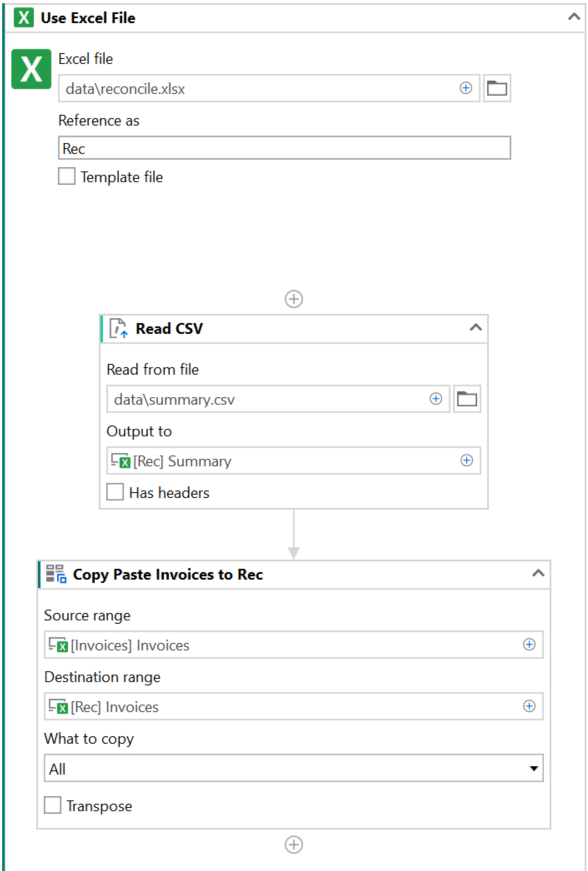 Use Excel File
Excel file
data\reconcile.xlsx
Reference as
Rec
Template file
Read CSV
Read from file
data\summary.csv
Output to
[Rec] Summary
Has headers
Copy Paste Invoices to Rec
Source range
[Invoices] Invoices
Destination range
[Rec] Invoices
What to copy
All
Transpose